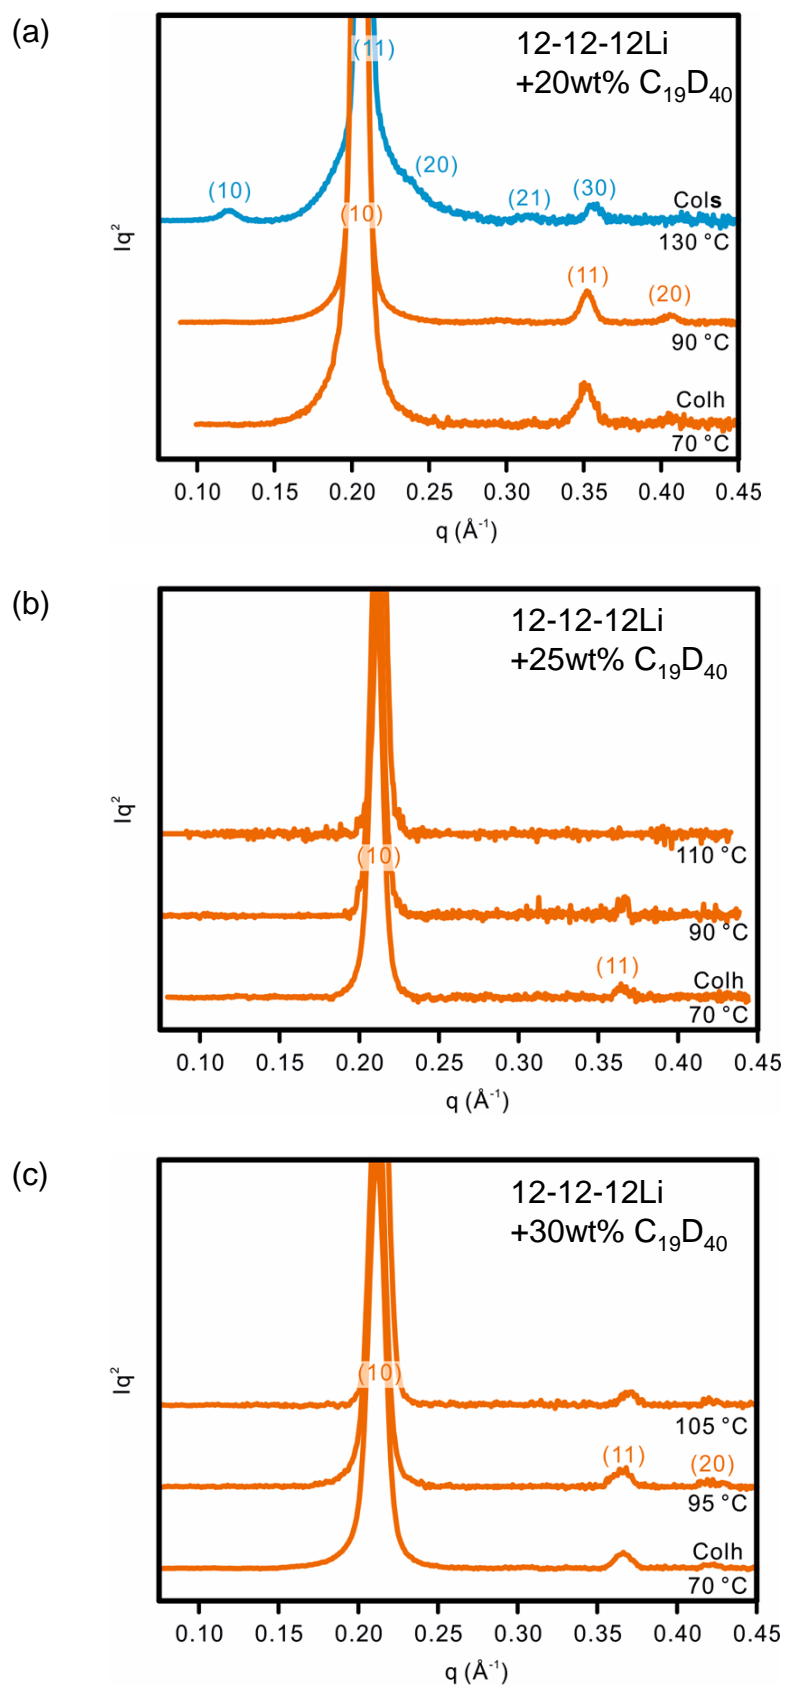 (a)
12-12-12Li
+20wt% C₁₉D₄₀
(11)
(20)
(10)
(21)
(30)
Cols
130 °C
(10)
(11)
(20)
90 °C
Colh
70 °C
Iq²
0.10 0.15 0.20 0.25 0.30 0.35 0.40 0.45
q (Å⁻¹)
(b)
12-12-12Li
+25wt% C₁₉D₄₀
Iq²
110 °C
(10)
90 °C
(11)
Colh
70 °C
0.10 0.15 0.20 0.25 0.30 0.35 0.40 0.45
q (Å⁻¹)
(c)
12-12-12Li
+30wt% C₁₉D₄₀
Iq²
(10)
105 °C
(11)
(20)
95 °C
Colh
70 °C
0.10 0.15 0.20 0.25 0.30 0.35 0.40 0.45
q (Å⁻¹)